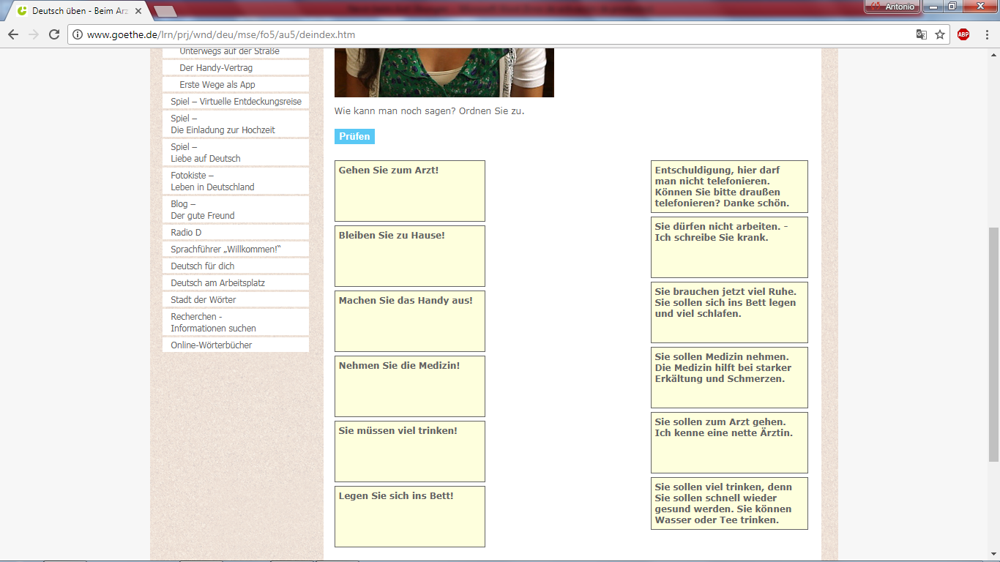 Deutsch üben - Beim Arz
Antonio
www.goethe.de/lrn/prj/wnd/deu/mse/fo5/au5/deindex.htm
ABP
Unterwegs auf der Straße
Der Handy-Vertrag
Erste Wege als App
Spiel – Virtuelle Entdeckungsreise
Spiel –
Die Einladung zur Hochzeit
Spiel –
Liebe auf Deutsch
Fotokiste –
Leben in Deutschland
Blog –
Der gute Freund
Radio D
Sprachführer „Willkommen!“
Deutsch für dich
Deutsch am Arbeitsplatz
Stadt der Wörter
Recherchen -
Informationen suchen
Online-Wörterbücher
Wie kann man noch sagen? Ordnen Sie zu.
Prüfen
Gehen Sie zum Arzt!
Bleiben Sie zu Hause!
Machen Sie das Handy aus!
Nehmen Sie die Medizin!
Sie müssen viel trinken!
Legen Sie sich ins Bett!
Entschuldigung, hier darf
man nicht telefonieren.
Können Sie bitte draußen
telefonieren? Danke schön.
Sie dürfen nicht arbeiten. -
Ich schreibe Sie krank.
Sie brauchen jetzt viel Ruhe.
Sie sollen sich ins Bett legen
und viel schlafen.
Sie sollen Medizin nehmen.
Die Medizin hilft bei starker
Erkältung und Schmerzen.
Sie sollen zum Arzt gehen.
Ich kenne eine nette Ärztin.
Sie sollen viel trinken, denn
Sie sollen schnell wieder
gesund werden. Sie können
Wasser oder Tee trinken.